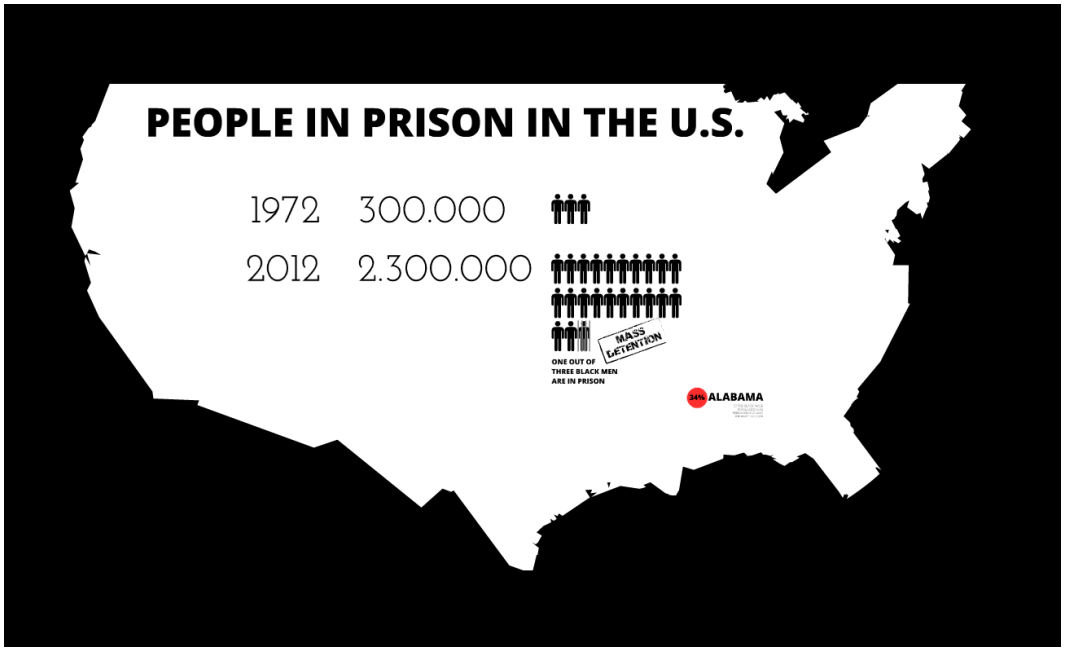 PEOPLE IN PRISON IN THE U.S.
1972 300.000
2012 2.300.000
MASS
DETENTION
ONE OUT OF
THREE BLACK MEN
ARE IN PRISON
34% ALABAMA